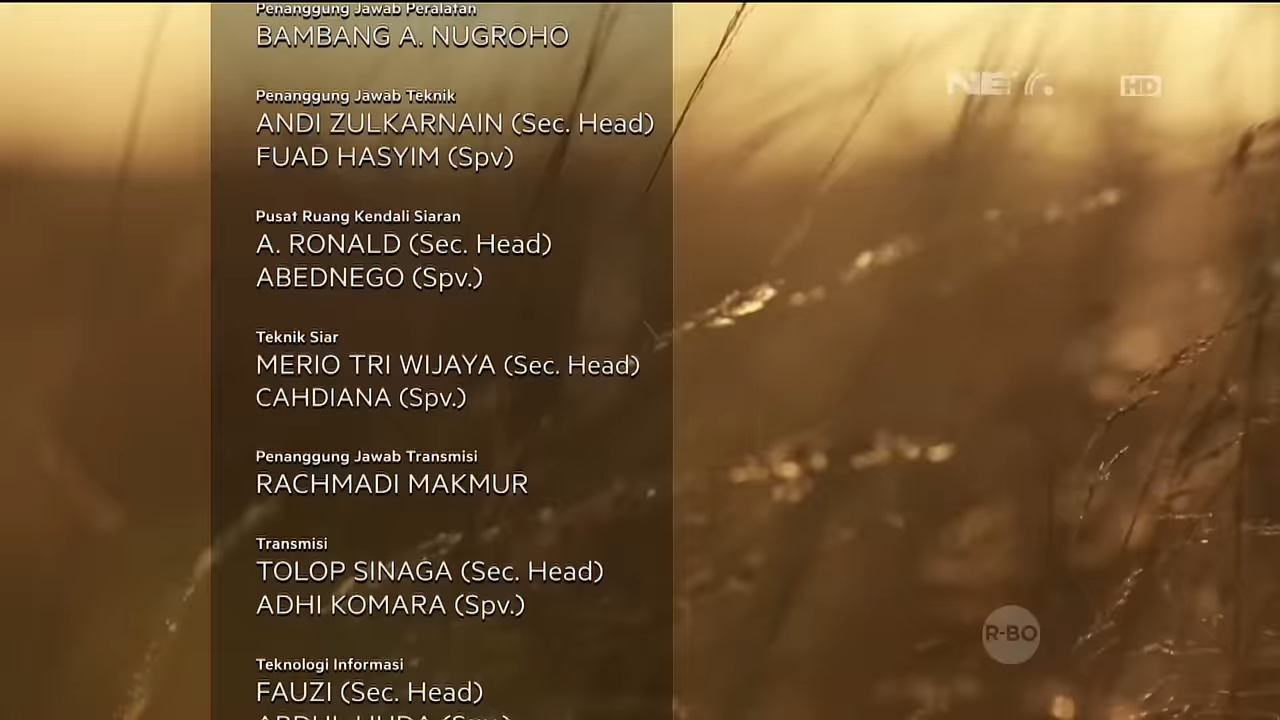 Penanggung Jawab Peralatan
BAMBANG A. NUGROHO
NET.
HD
Penanggung Jawab Teknik
ANDI ZULKARNAIN (Sec. Head)
FUAD HASYIM (Spv)
Pusat Ruang Kendali Siaran
A. RONALD (Sec. Head)
ABEDNEGO (Spv.)
Teknik Siar
MERIO TRI WIJAYA (Sec. Head)
CAHDIANA (Spv.)
Penanggung Jawab Transmisi
RACHMADI MAKMUR
Transmisi
TOLOP SINAGA (Sec. Head)
ADHI KOMARA (Spv.)
R-BO
Teknologi Informasi
FAUZI (Sec. Head)